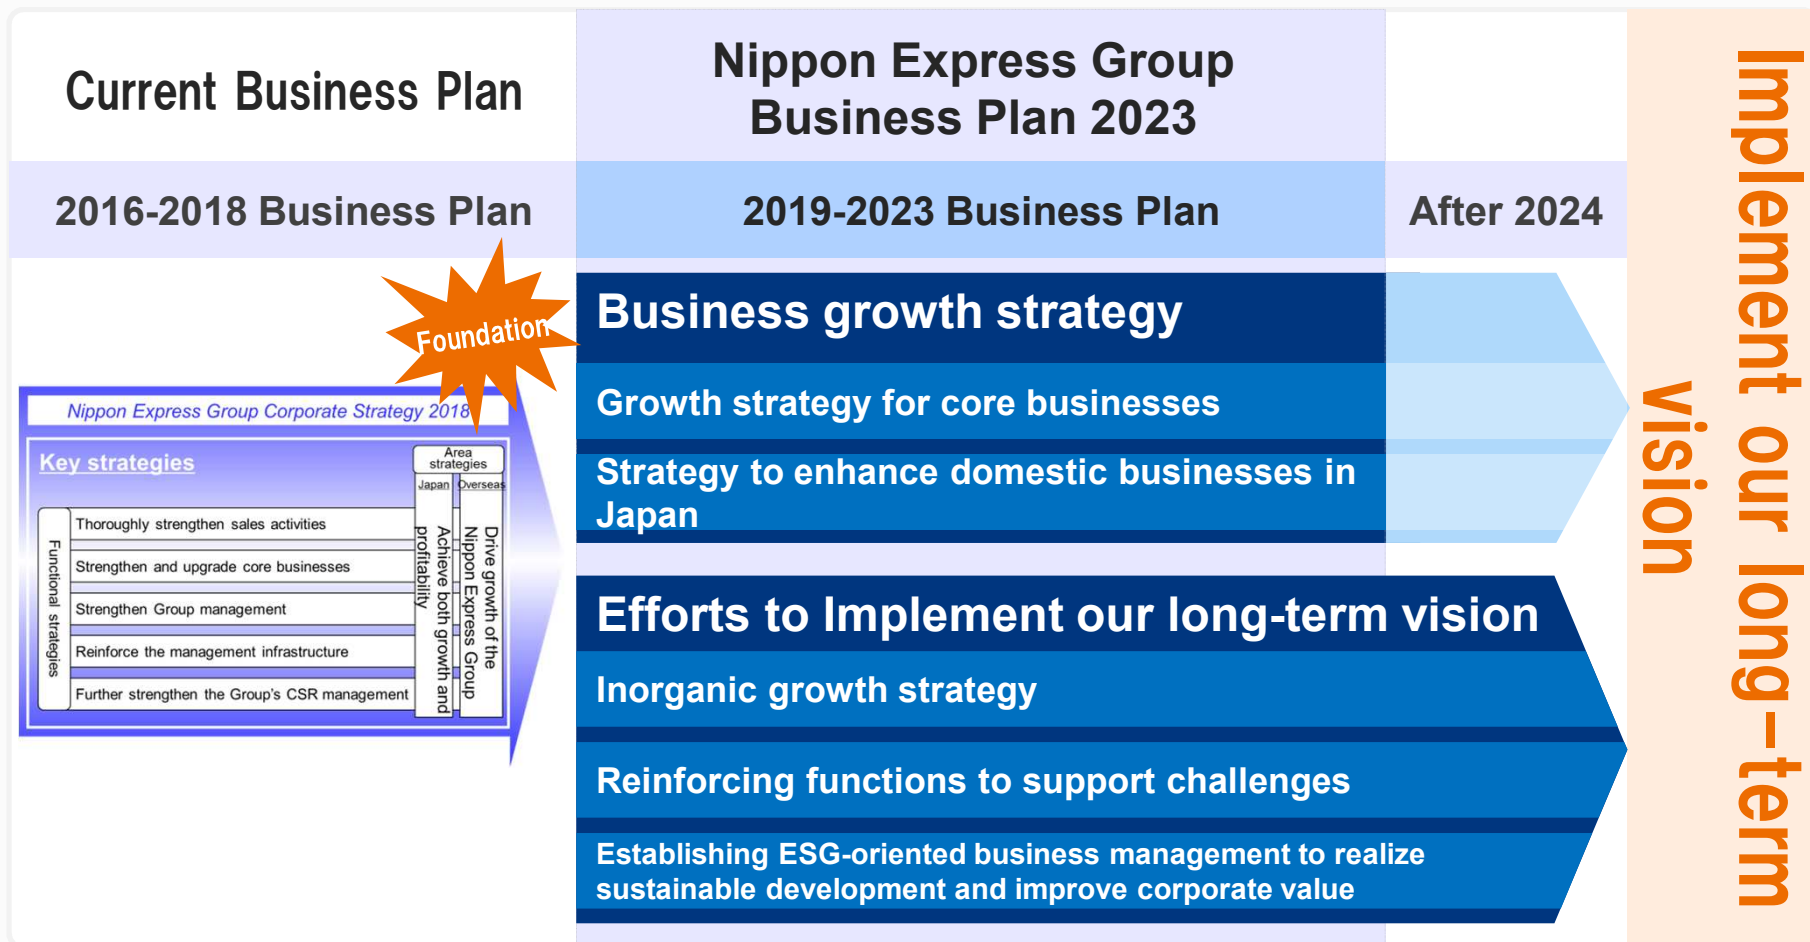 Current Business Plan
Nippon Express Group
Business Plan 2023
2016-2018 Business Plan
2019-2023 Business Plan
After 2024
Foundation
Nippon Express Group Corporate Strategy 2018
Key strategies
Area
strategies
Japan
Overseas
Functional strategies
Thoroughly strengthen sales activities
Strengthen and upgrade core businesses
Strengthen Group management
Reinforce the management infrastructure
Further strengthen the Group's CSR management
Achieve both growth and
profitability
Drive growth of the
Nippon Express Group
Business growth strategy
Growth strategy for core businesses
Strategy to enhance domestic businesses in
Japan
Efforts to Implement our long-term vision
Inorganic growth strategy
Reinforcing functions to support challenges
Establishing ESG-oriented business management to realize
sustainable development and improve corporate value
Implement our long-term
vision